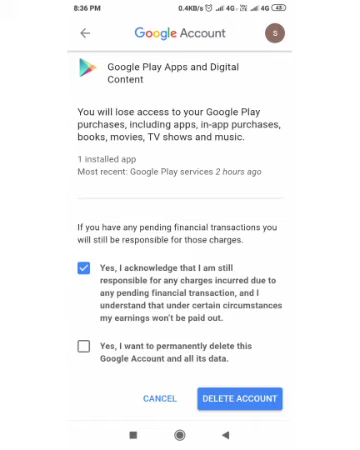 8:36 PM 0.4KB/s 4G 4G 43
Google Account S
Google Play Apps and Digital
Content
You will lose access to your Google Play
purchases, including apps, in-app purchases,
books, movies, TV shows and music.
1 installed app
Most recent: Google Play services 2 hours ago
If you have any pending financial transactions you
will still be responsible for those charges.
Yes, I acknowledge that I am still
responsible for any charges incurred due to
any pending financial transaction, and I
understand that under certain circumstances
my earnings won't be paid out.
Yes, I want to permanently delete this
Google Account and all its data.
CANCEL DELETE ACCOUNT